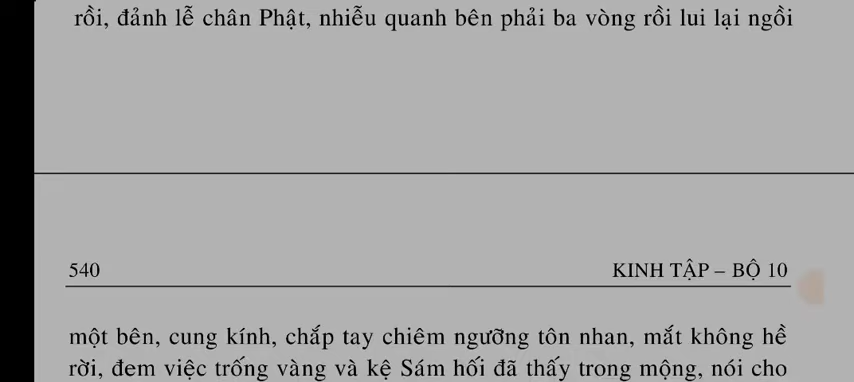 rồi, đảnh lễ chân Phật, nhiễu quanh bên phải ba vòng rồi lui lại ngồi
540
KINH TẬP – BỘ 10
một bên, cung kính, chắp tay chiêm ngưỡng tôn nhan, mắt không hề
rời, đem việc trống vàng và kệ Sám hối đã thấy trong mộng, nói cho